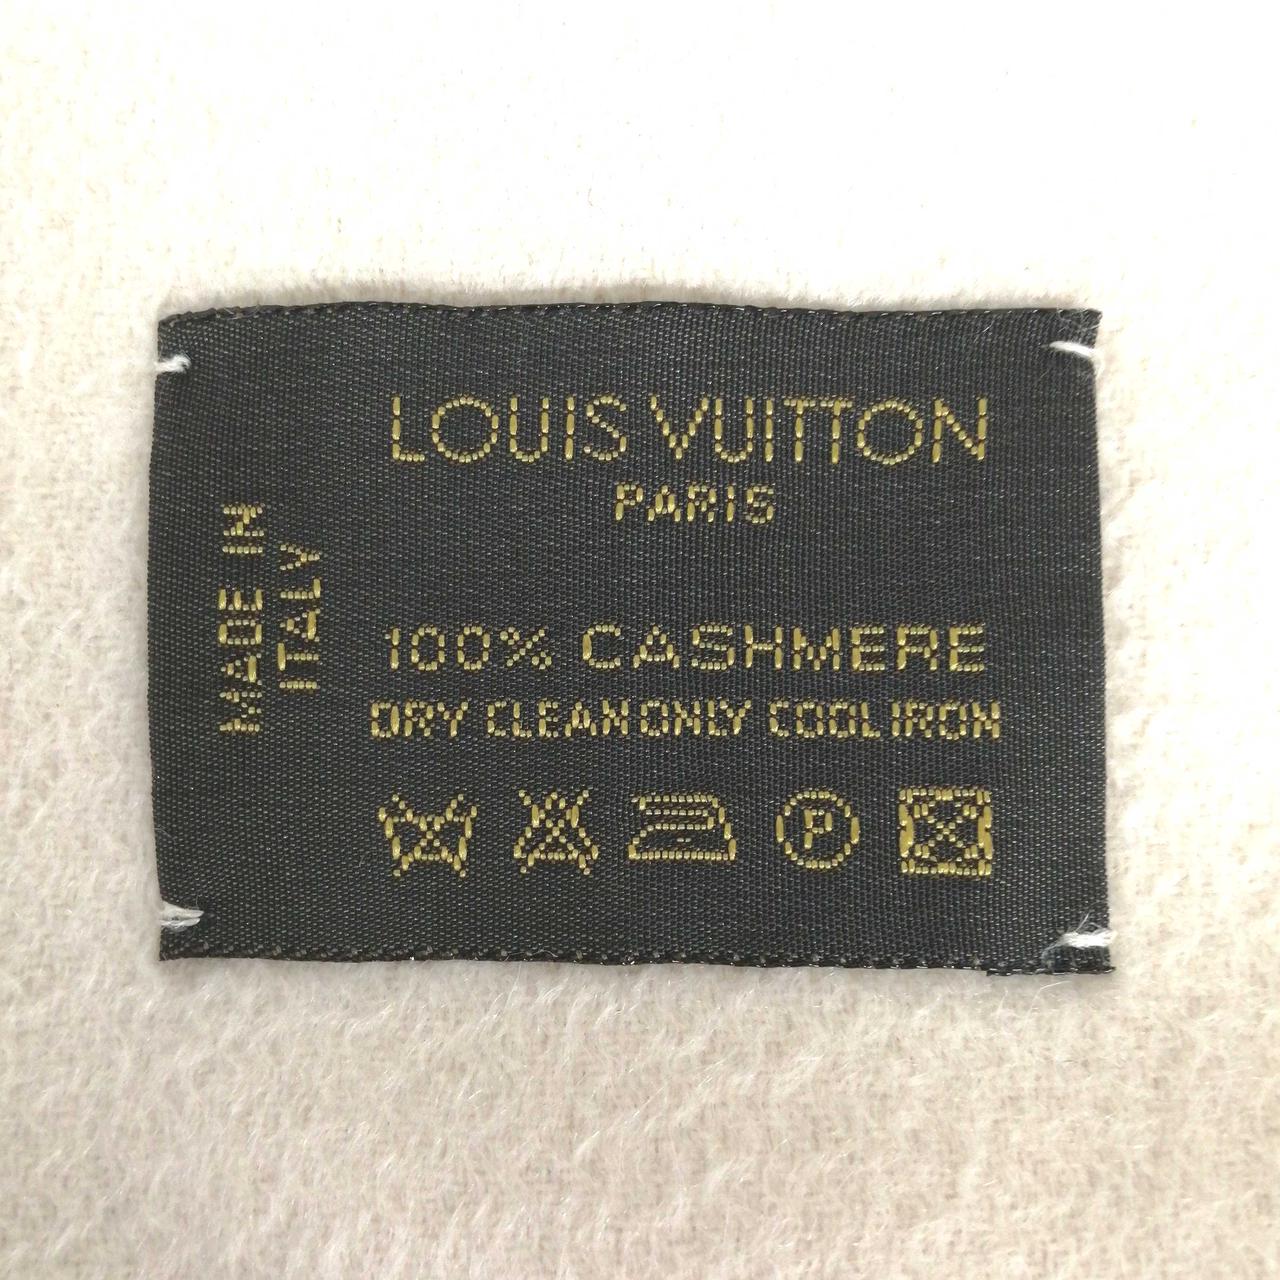 LOUIS VUITTON
PARIS
MADE IN
ITALY
100% CASHMERE
DRY CLEAN ONLY COOL IRON
P